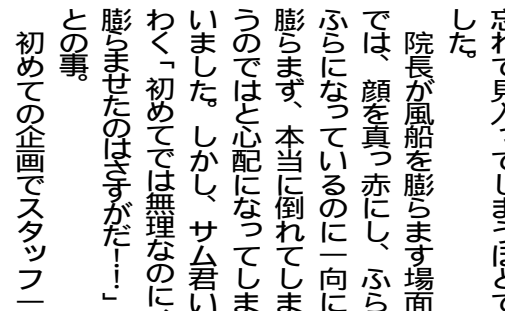 忘れて見入ってしまうほどで
した。
院長が風船を膨らます場面
では、顔を真っ赤にし、ふら
ふらになっているのに一向に
膨らまず、本当に倒れてしま
うのではと心配になってしま
いました。しかし、サム君い
わく「初めてでは無理なのに、
膨らませたのはさすがだ!!」
との事。
初めての企画でスタッフ一